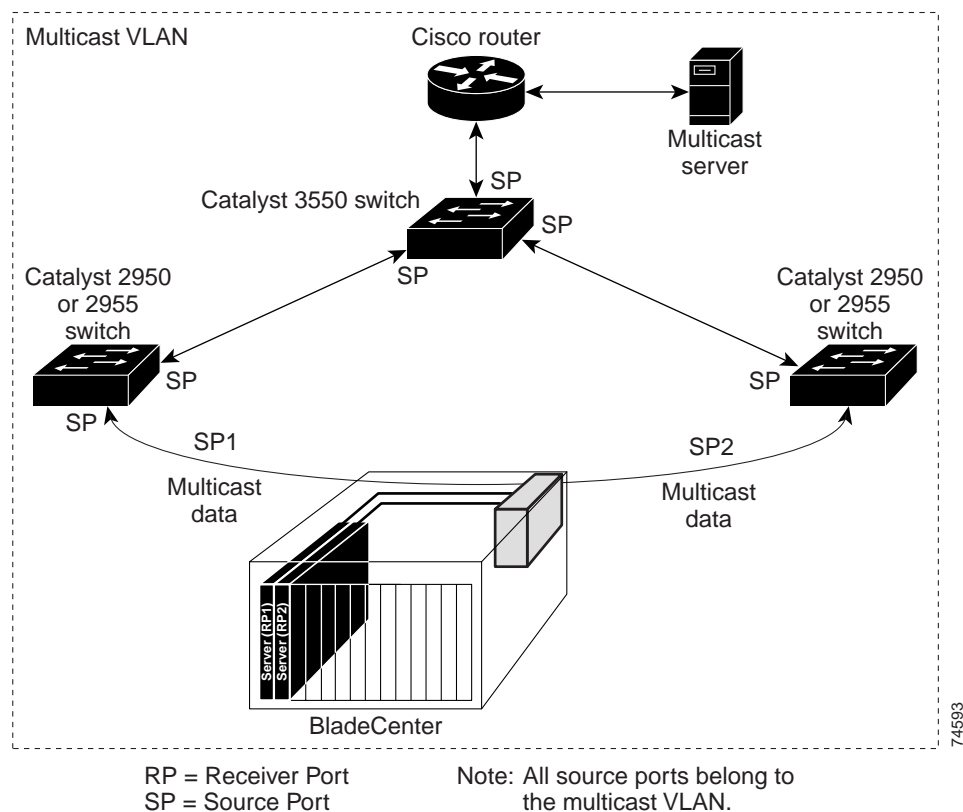 Multicast VLAN
Cisco router
Multicast
server
SP
Catalyst 3550 switch
SP
SP
Catalyst 2950
or 2955
switch
Catalyst 2950
or 2955
switch
SP
SP
SP
SP1
SP2
Multicast
data
Multicast
data
Server (RP1)
Server (RP2)
BladeCenter
74593
RP = Receiver Port
SP = Source Port
Note: All source ports belong to
the multicast VLAN.